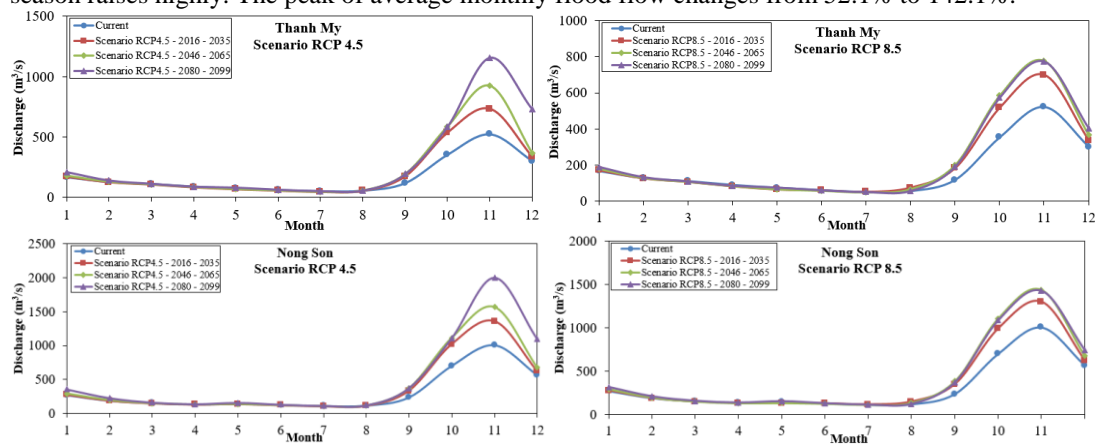 season raises highly. The peak of average monthly flood flow changes from 32.1% to 142.1%.
Thanh My
Scenario RCP 4.5
Current
Scenario RCP4.5 - 2016 - 2035
Scenario RCP4.5 - 2046 - 2065
Scenario RCP4.5 - 2080 - 2099
Discharge (m³/s)
1500
1000
500
0
1 2 3 4 5 6 7 8 9 10 11 12
Month
Thanh My
Scenario RCP 8.5
Current
Scenario RCP8.5 - 2016 - 2035
Scenario RCP8.5 - 2046 - 2065
Scenario RCP8.5 - 2080 - 2099
Discharge (m³/s)
1000
800
600
400
200
0
1 2 3 4 5 6 7 8 9 10 11 12
Month
Nong Son
Scenario RCP 4.5
Current
Scenario RCP4.5 - 2016 - 2035
Scenario RCP4.5 - 2046 - 2065
Scenario RCP4.5 - 2080 - 2099
Discharge (m³/s)
2500
2000
1500
1000
500
0
1 2 3 4 5 6 7 8 9 10 11 12
Month
Nong Son
Scenario RCP 8.5
Current
Scenario RCP8.5 - 2016 - 2035
Scenario RCP8.5 - 2046 - 2065
Scenario RCP8.5 - 2080 - 2099
Discharge (m³/s)
2000
1500
1000
500
0
1 2 3 4 5 6 7 8 9 10 11 12
Month